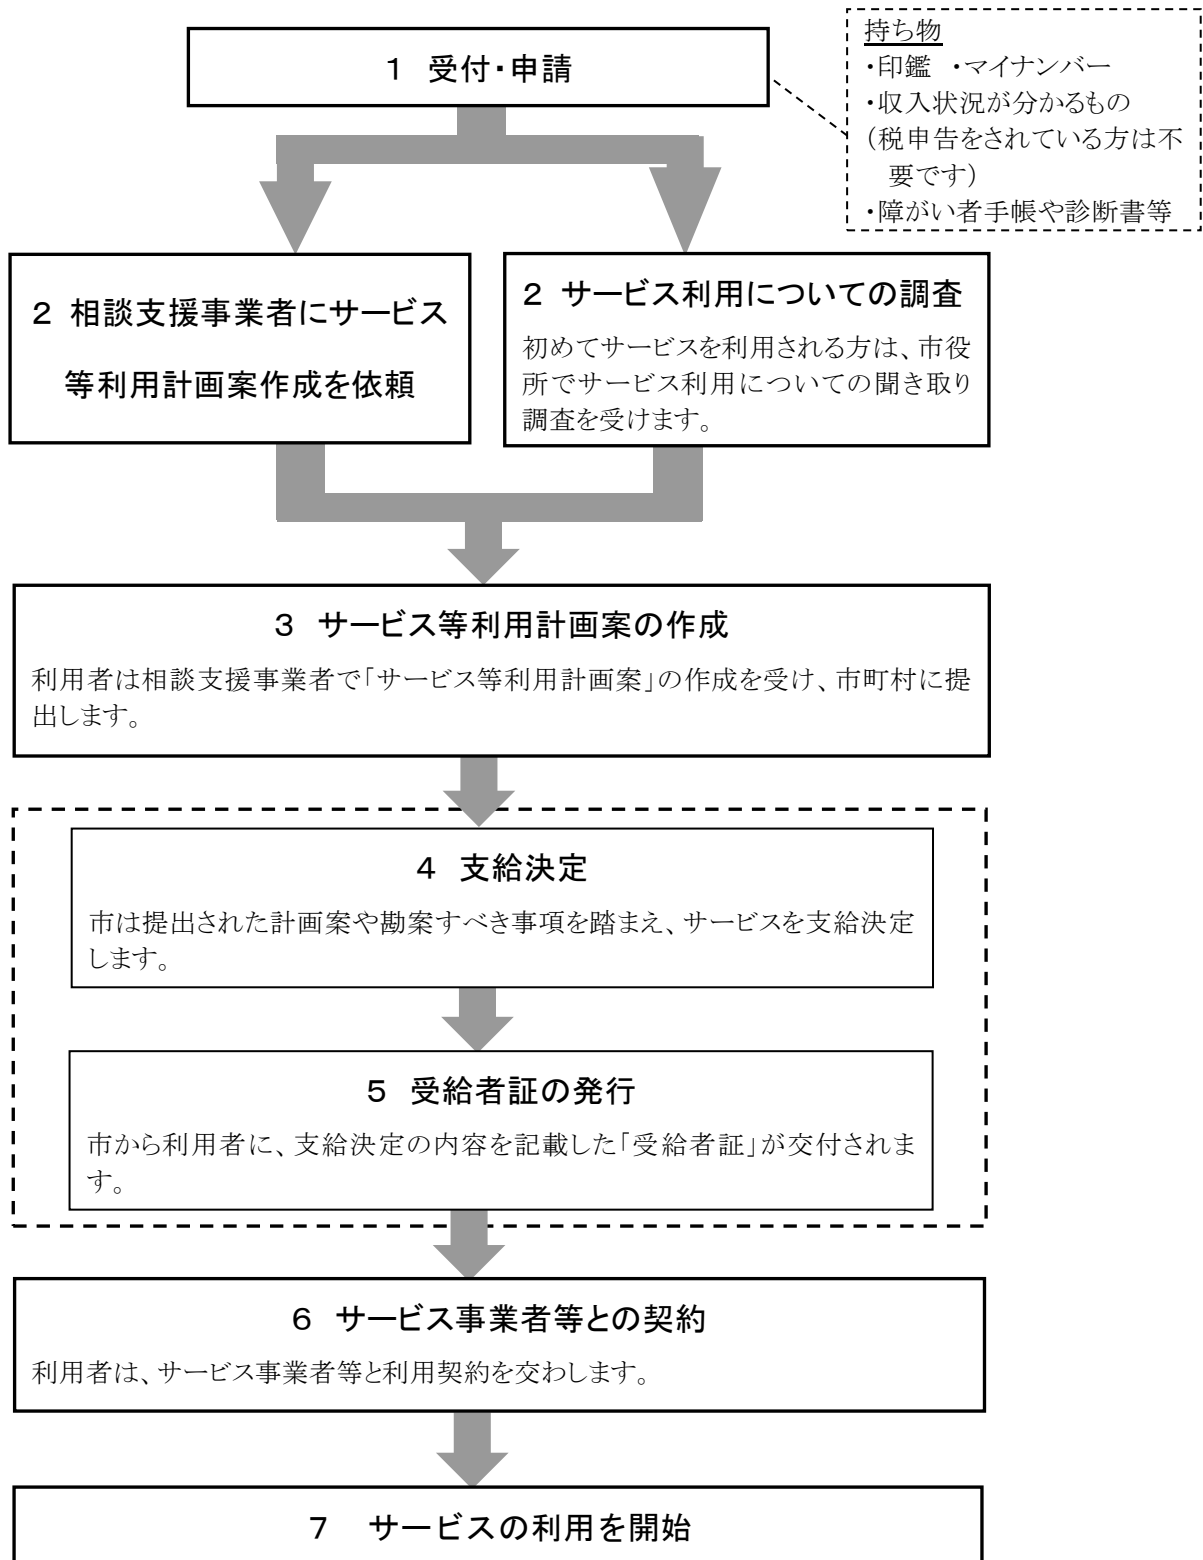 1 受付・申請
持ち物
・印鑑 ・マイナンバー
・収入状況が分かるもの
（税申告をされている方は不
要です）
・障がい者手帳や診断書等
2 相談支援事業者にサービス
等利用計画案作成を依頼
2 サービス利用についての調査
初めてサービスを利用される方は、市役
所でサービス利用についての聞き取り
調査を受けます。
3 サービス等利用計画案の作成
利用者は相談支援事業者で「サービス等利用計画案」の作成を受け、市町村に提
出します。
4 支給決定
市は提出された計画案や勘案すべき事項を踏まえ、サービスを支給決定
します。
5 受給者証の発行
市から利用者に、支給決定の内容を記載した「受給者証」が交付されま
す。
6 サービス事業者等との契約
利用者は、サービス事業者等と利用契約を交わします。
7 サービスの利用を開始